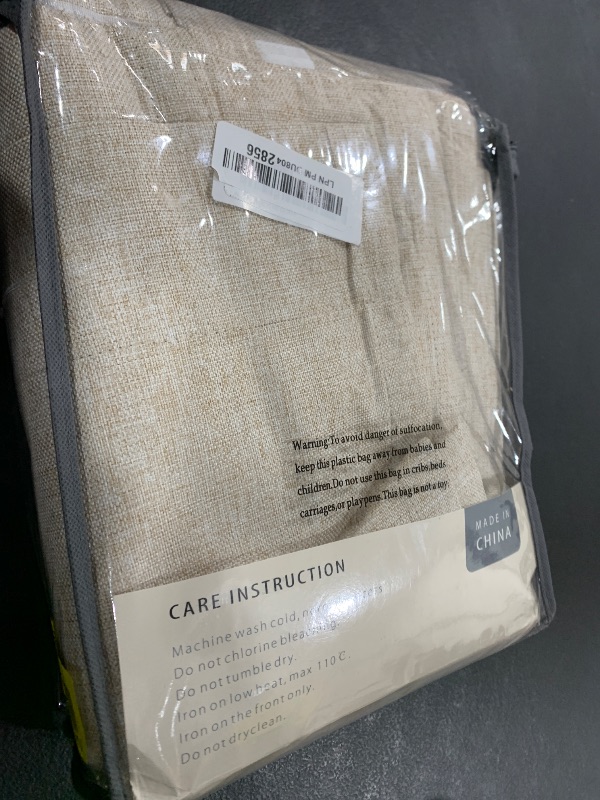 LPN PM U804 2856
Warning:To avoid danger of suffocation,
keep this plastic bag away from babies and
children.Do not use this bag in cribs,beds
carriages,or playpens.This bag is not a toy.
MADE IN
CHINA
CARE INSTRUCTION
Machine wash cold,
Do not chlorine bleaching.
Do not tumble dry.
Iron on low heat, max 110℃.
Iron on the front only.
Do not dryclean.